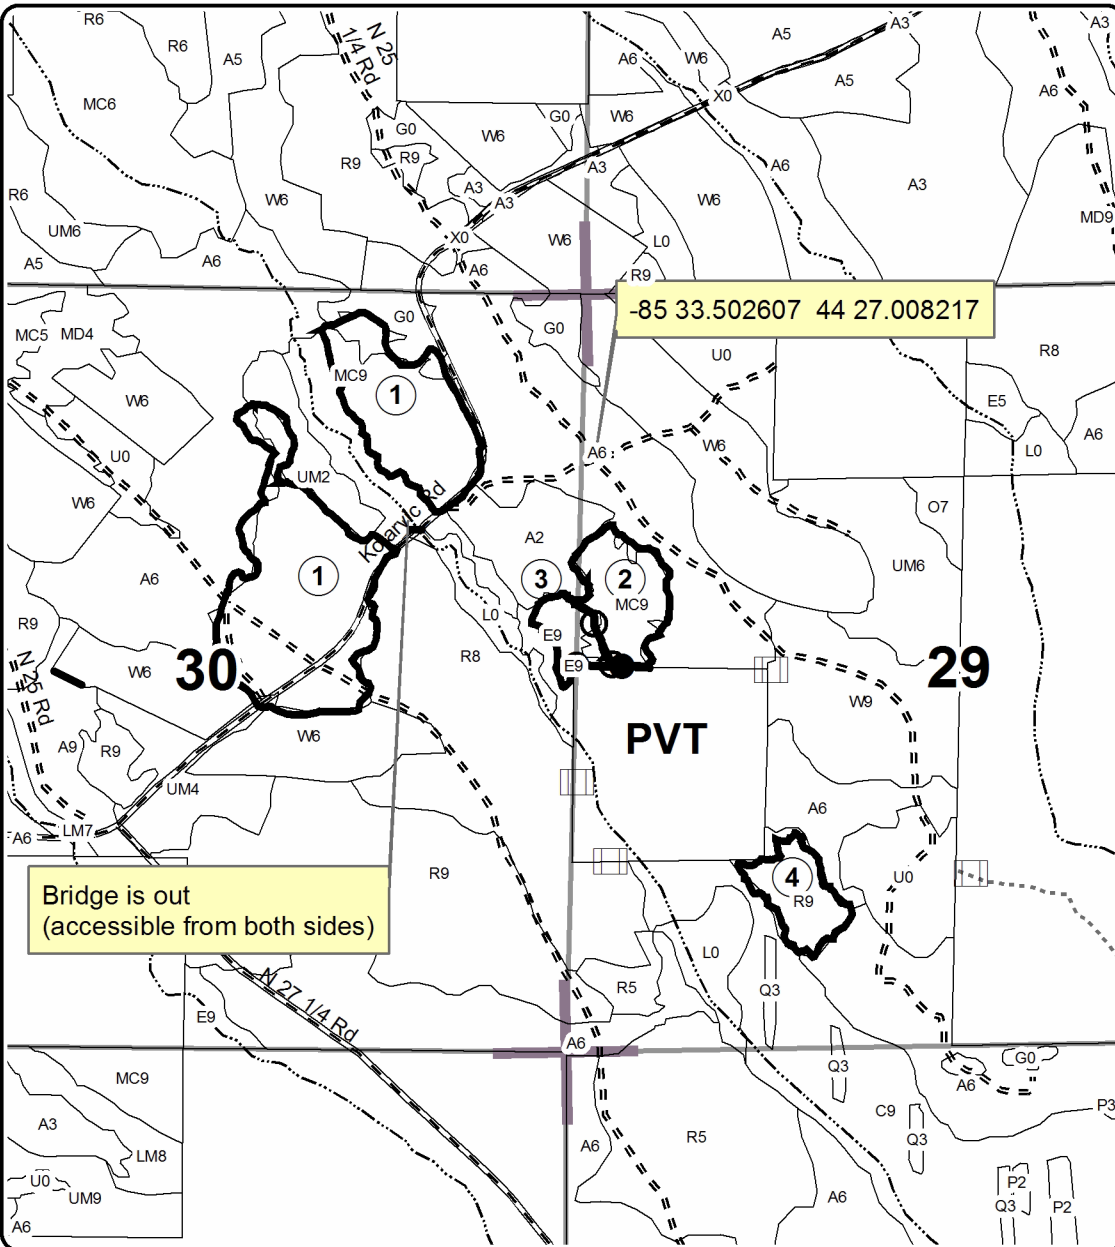 R6
N 25
1/4 Rd
A3
A3
R6
A5
A5
W6
A6
MC6
A5
X0
A6
G0
G0
W6
W6
R9
R9
A3
A6
A3
A3
R6
W6
A3
W6
MD9
UM6
X0
W6
L0
A5
A6
A6
R9
-85 33.502607 44 27.008217
G0
G0
MC5
MD4
U0
R8
MC9
1
W6
E5
A6
U0
A6
W6
L0
UM2
W6
Kolarvic Rd
O7
A2
UM6
A6
1
3
2
MC9
R9
L0
E9
30
W6
R8
E9
29
N 25 Rd
W9
PVT
A9
R9
W6
UM4
A6
LM7
A6
R9
4
R9
U0
Bridge is out
(accessible from both sides)
L0
R5
Q3
N 27 1/4 Rd
E9
A6
G0
Q3
A6
MC9
C9
P3
A3
R5
Q3
A6
LM8
U0
P2
UM9
A6
Q3
P2
A6